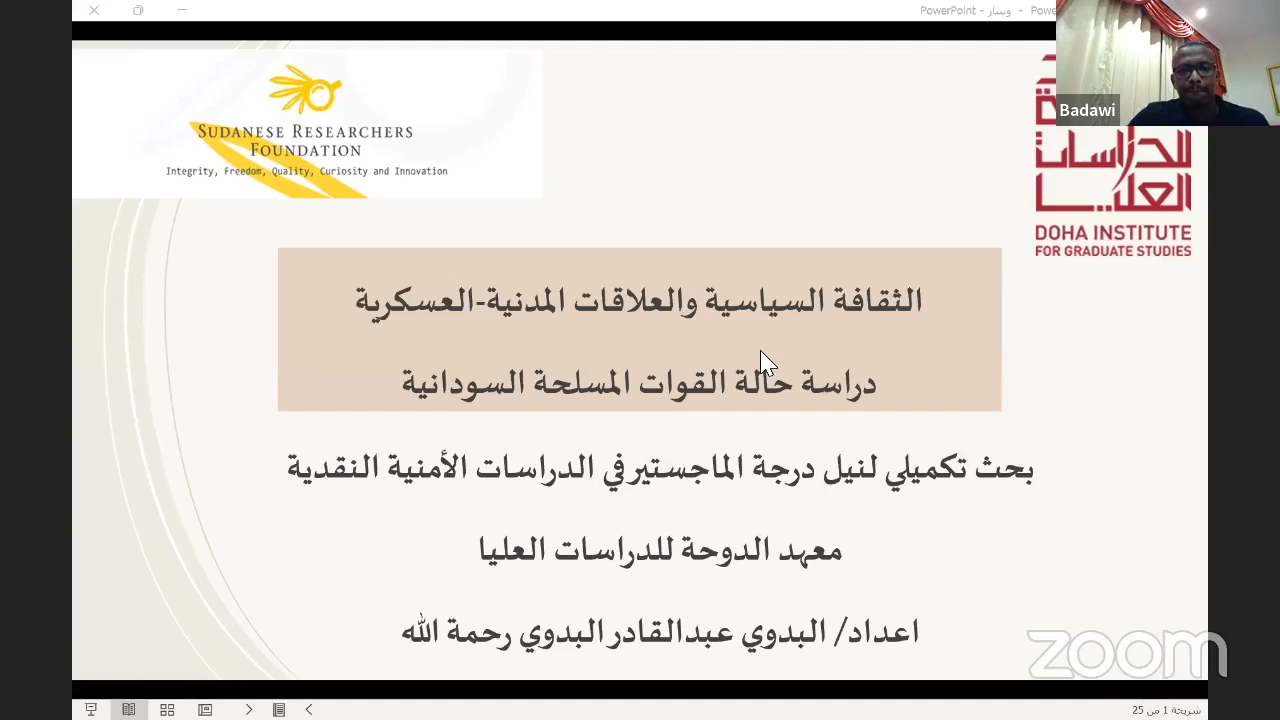 PowerPoint - وبينار
SUDANESE RESEARCHERS
FOUNDATION
Integrity, Freedom, Quality, Curiosity and Innovation
Badawi
للدراسات
العليا
DOHA INSTITUTE
FOR GRADUATE STUDIES
الثقافة السياسية والعلاقات المدنية-العسكرية
دراسة حالة القوات المسلحة السودانية
بحث تكميلي لنيل درجة الماجستير في الدراسات الأمنية النقدية
معهد الدوحة للدراسات العليا
اعداد/ البدوي عبدالقادر البدوي رحمة الله
zoom
شريحة 1 من 25